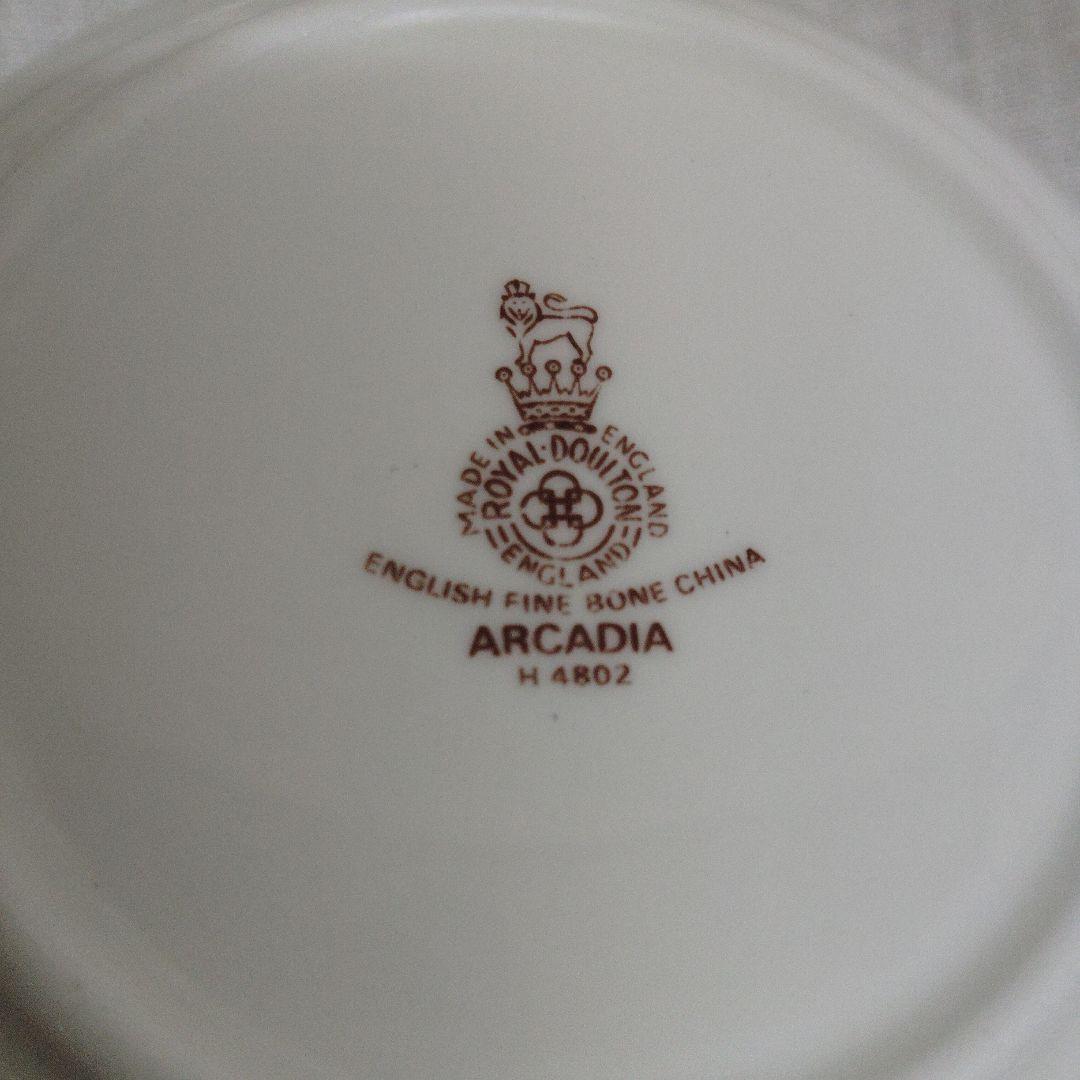 MADE IN ENGLAND
ROYAL·DOULTON
ENGLAND
ENGLISH FINE BONE CHINA
ARCADIA
H 4802